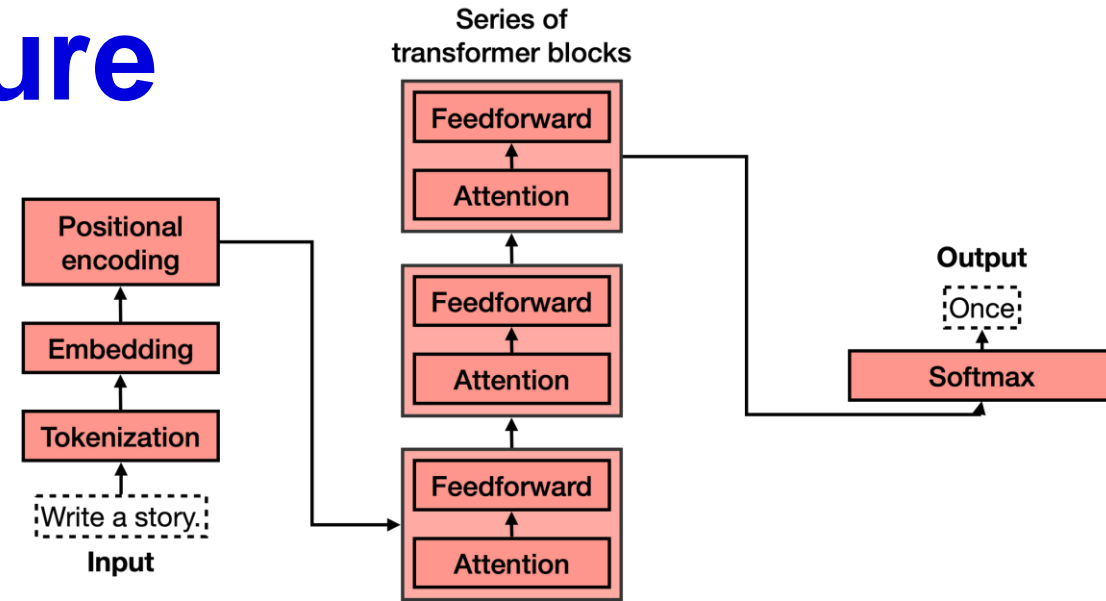 ure
Series of
transformer blocks
Feedforward
Attention
Feedforward
Attention
Feedforward
Attention
Positional
encoding
Embedding
Tokenization
Write a story.
Input
Output
Once
Softmax